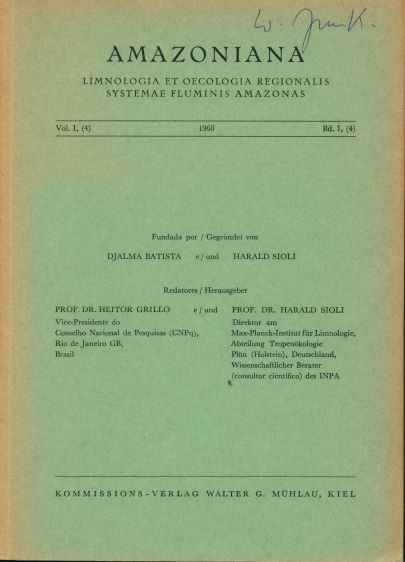 W. Junk.
AMAZONIANA
LIMNOLOGIA ET OECOLOGIA REGIONALIS
SYSTEMAE FLUMINIS AMAZONAS
Vol. I, (4) 1968 Bd. I, (4)
Fundada por / Gegründet von
DJALMA BATISTA e/und HARALD SIOLI
Redatores / Herausgeber
PROF. DR. HEITOR GRILLO e/und PROF. DR. HARALD SIOLI
Vice-Presidente do
Conselho Nacional de Pesquisas (CNPq),
Rio de Janeiro GB,
Brasil
Direktor am
Max-Planck-Institut für Limnologie,
Abteilung Tropenökologie
Plön (Holstein), Deutschland,
Wissenschaftlicher Berater
(consultor científico) des INPA
KOMMISSIONS-VERLAG WALTER G. MÜHLAU, KIEL